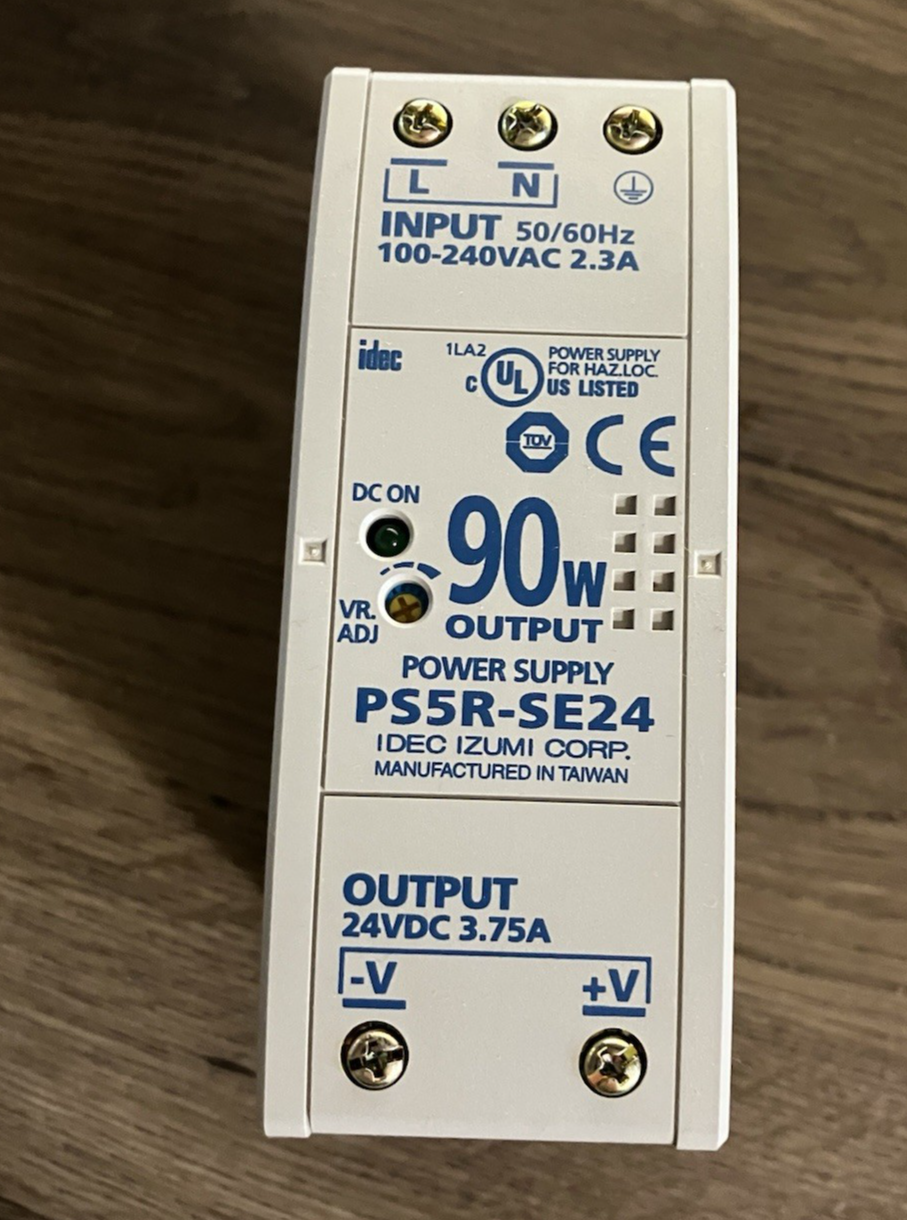 L N
INPUT 50/60Hz
100-240VAC 2.3A
idec
1LA2
C UL US LISTED
POWER SUPPLY
FOR HAZ.LOC.
TÜV CE
DC ON
90W
OUTPUT
VR.
ADJ
POWER SUPPLY
PS5R-SE24
IDEC IZUMI CORP.
MANUFACTURED IN TAIWAN
OUTPUT
24VDC 3.75A
-V +V